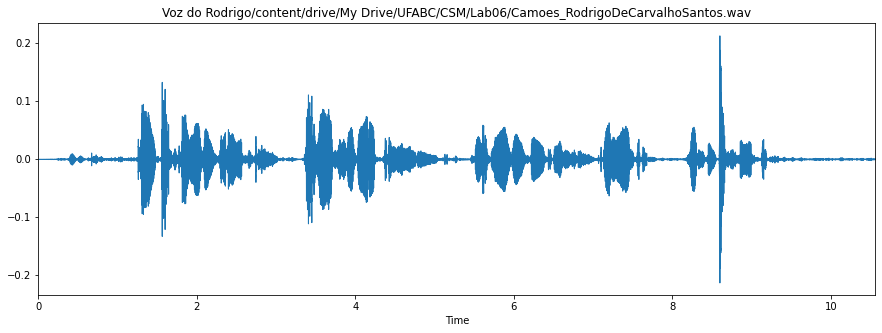 Voz do Rodrigo/content/drive/My Drive/UFABC/CSM/Lab06/Camoes_RodrigoDeCarvalhoSantos.wav
0.2
0.1
0.0
−0.1
−0.2
0 2 4 6 8 10
Time